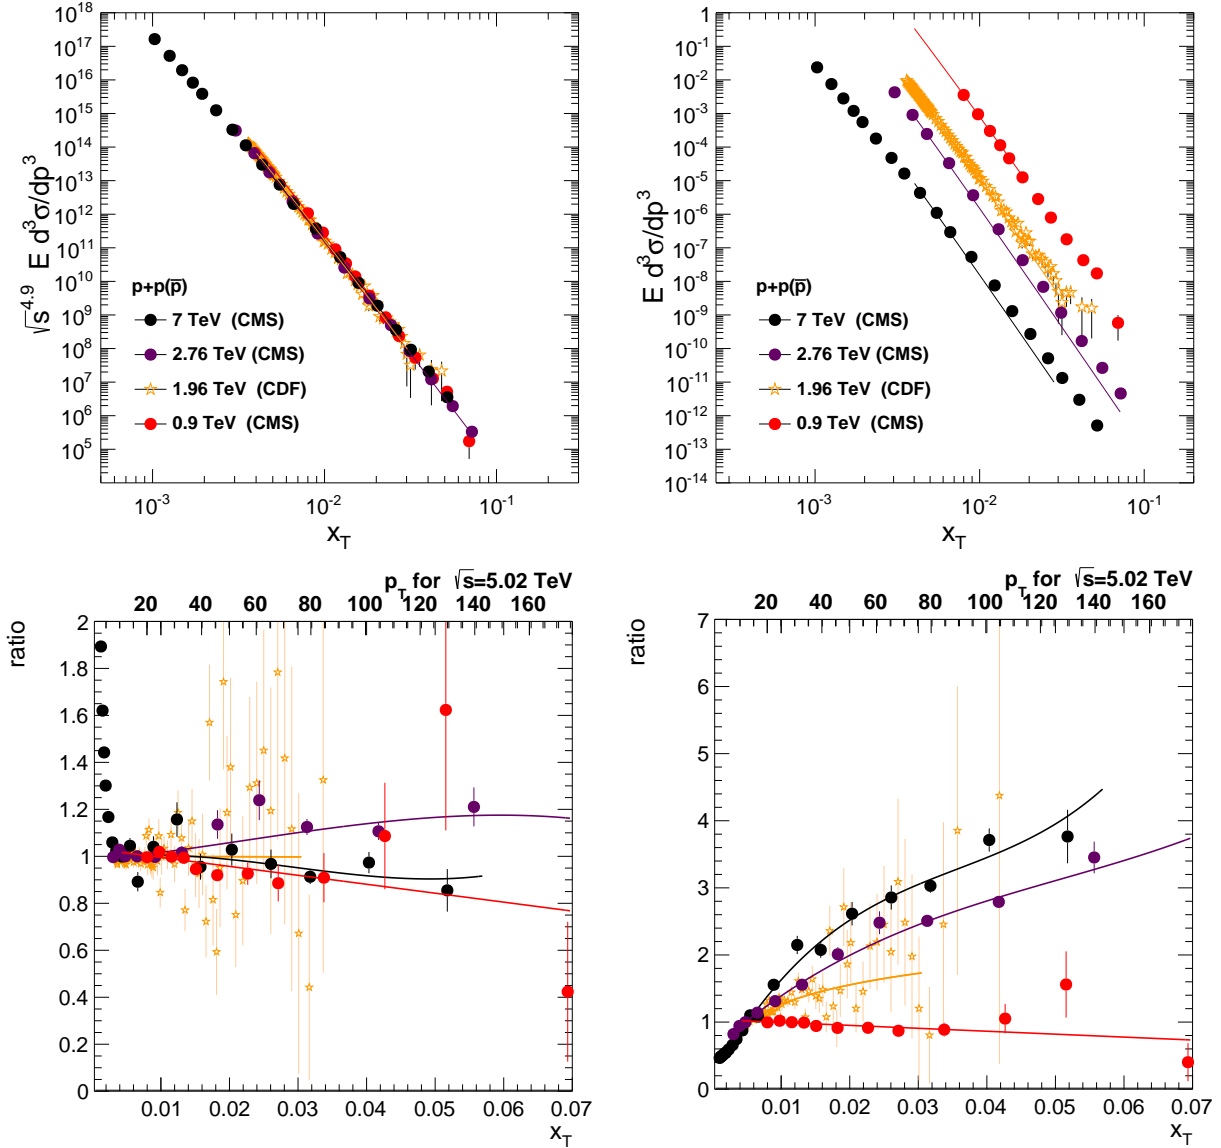 10^18
10^17
10^16
10^15
10^14
10^13
10^12
10^11
10^10
10^9
10^8
10^7
10^6
10^5
√s^4.9 E d^3σ/dp^3
p+p(p̅)
7 TeV (CMS)
2.76 TeV (CMS)
1.96 TeV (CDF)
0.9 TeV (CMS)
10^-3 10^-2 10^-1
x_T
1
10^-1
10^-2
10^-3
10^-4
10^-5
10^-6
10^-7
10^-8
10^-9
10^-10
10^-11
10^-12
10^-13
10^-14
E d^3σ/dp^3
p+p(p̅)
7 TeV (CMS)
2.76 TeV (CMS)
1.96 TeV (CDF)
0.9 TeV (CMS)
10^-3 10^-2 10^-1
x_T
p_T for √s=5.02 TeV
20 40 60 80 100 120 140 160
ratio
2
1.8
1.6
1.4
1.2
1
0.8
0.6
0.4
0.2
0
0.01 0.02 0.03 0.04 0.05 0.06 0.07
x_T
p_T for √s=5.02 TeV
20 40 60 80 100 120 140 160
ratio
7
6
5
4
3
2
1
0
0.01 0.02 0.03 0.04 0.05 0.06 0.07
x_T